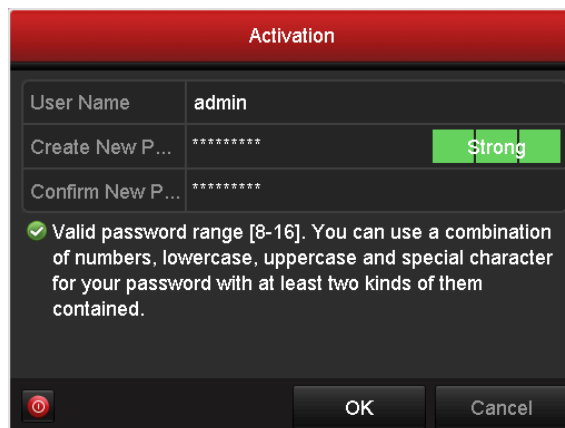 Activation
User Name admin
Create New P... ********* Strong
Confirm New P... *********
Valid password range [8-16]. You can use a combination
of numbers, lowercase, uppercase and special character
for your password with at least two kinds of them
contained.
OK Cancel